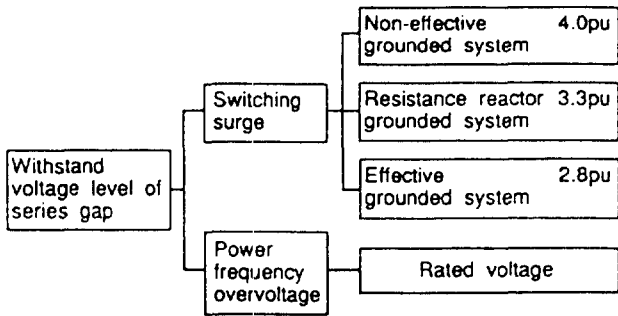 Withstand
voltage level of
series gap
Switching
surge
Non-effective 4.0pu
grounded system
Resistance reactor 3.3pu
grounded system
Effective 2.8pu
grounded system
Power
frequency
overvoltage
Rated voltage